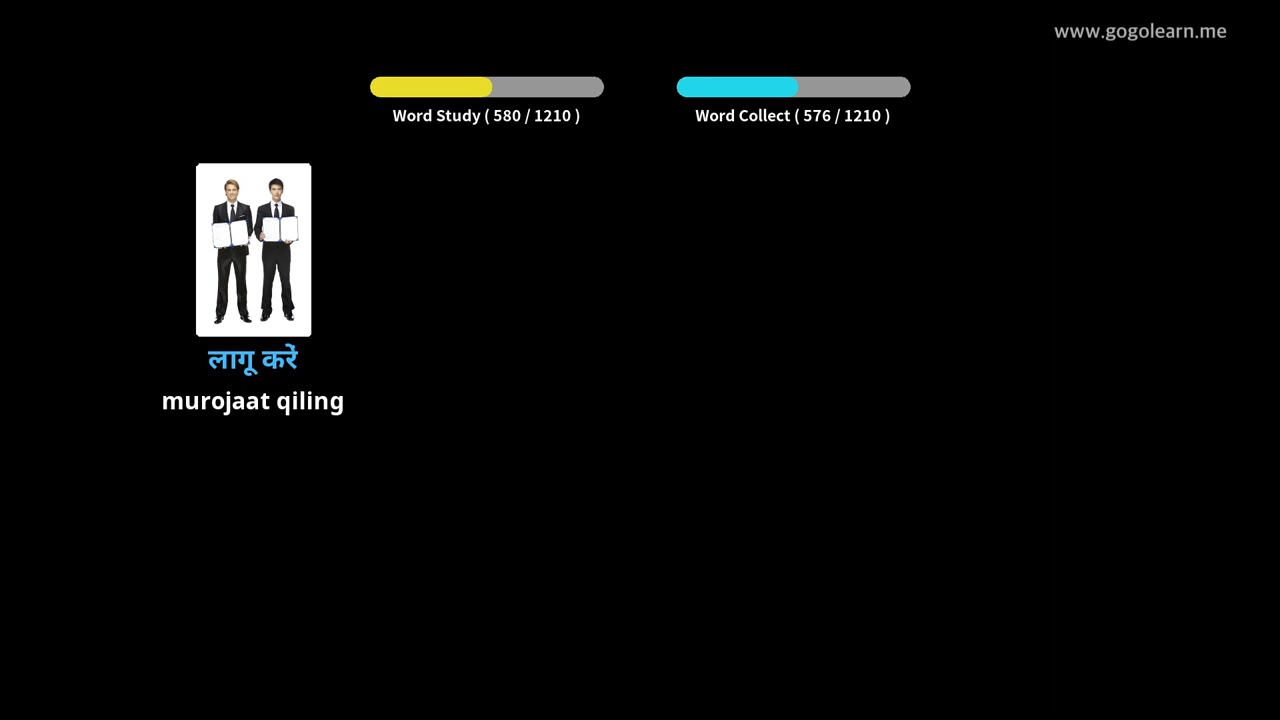 www.gogolearn.me
Word Study ( 580 / 1210 )
Word Collect ( 576 / 1210 )
लागू करें
murojaat qiling